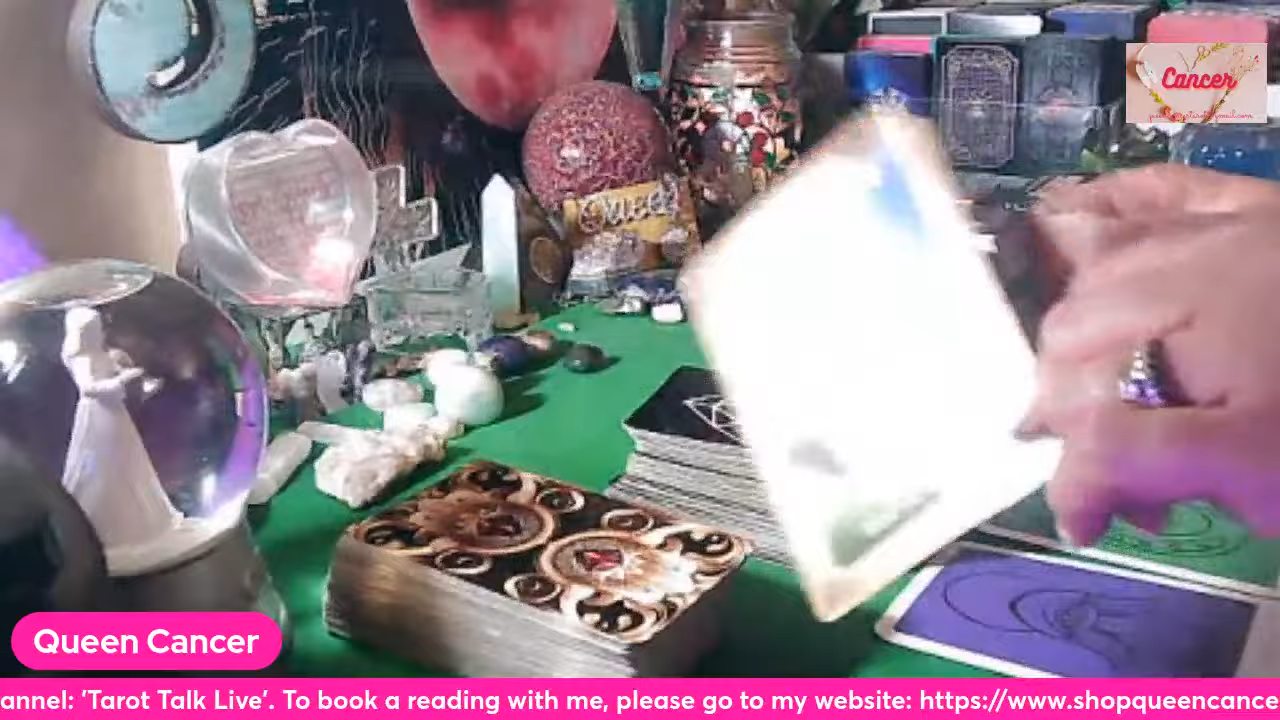 Cancer
Queen
Queen Cancer
annel: 'Tarot Talk Live'. To book a reading with me, please go to my website: https://www.shopqueencance